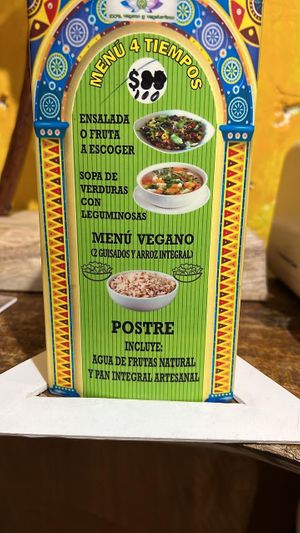 100% Vegano y Vegetariano
MENÚ 4 TIEMPOS
$
100
ENSALADA
O FRUTA
A ESCOGER
SOPA DE
VERDURAS
CON
LEGUMINOSAS
MENÚ VEGANO
(2 GUISADOS Y ARROZ INTEGRAL)
POSTRE
INCLUYE:
AGUA DE FRUTAS NATURAL
Y PAN INTEGRAL ARTESANAL